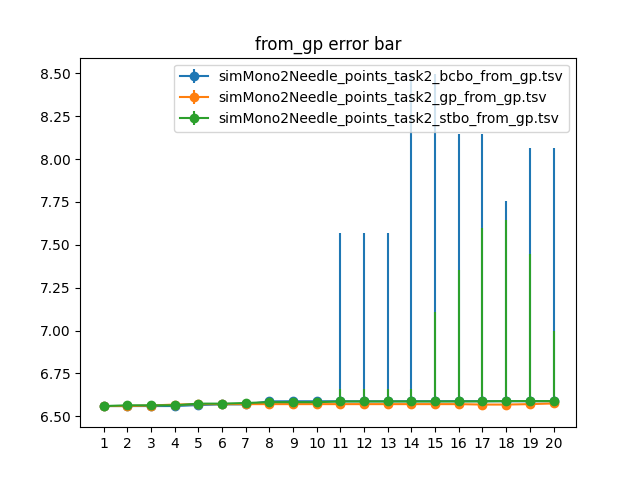 from_gp error bar
simMono2Needle_points_task2_bcbo_from_gp.tsv
simMono2Needle_points_task2_gp_from_gp.tsv
simMono2Needle_points_task2_stbo_from_gp.tsv
8.50
8.25
8.00
7.75
7.50
7.25
7.00
6.75
6.50
1 2 3 4 5 6 7 8 9 10 11 12 13 14 15 16 17 18 19 20